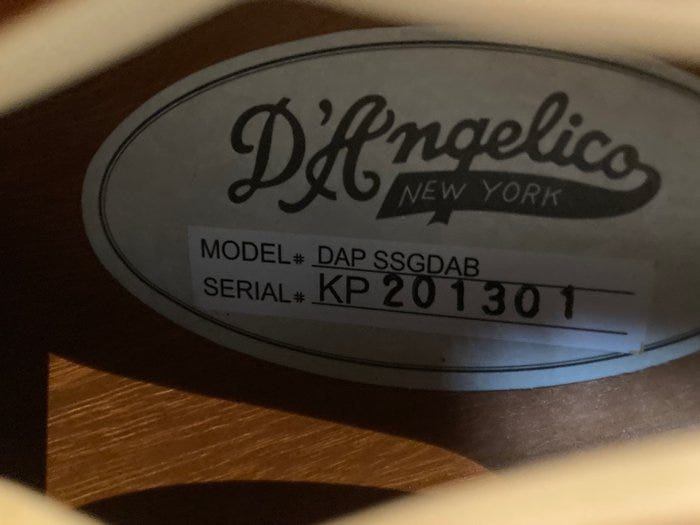 D'Angelico
NEW YORK
MODEL# DAP SSGDAB
SERIAL# KP 201301